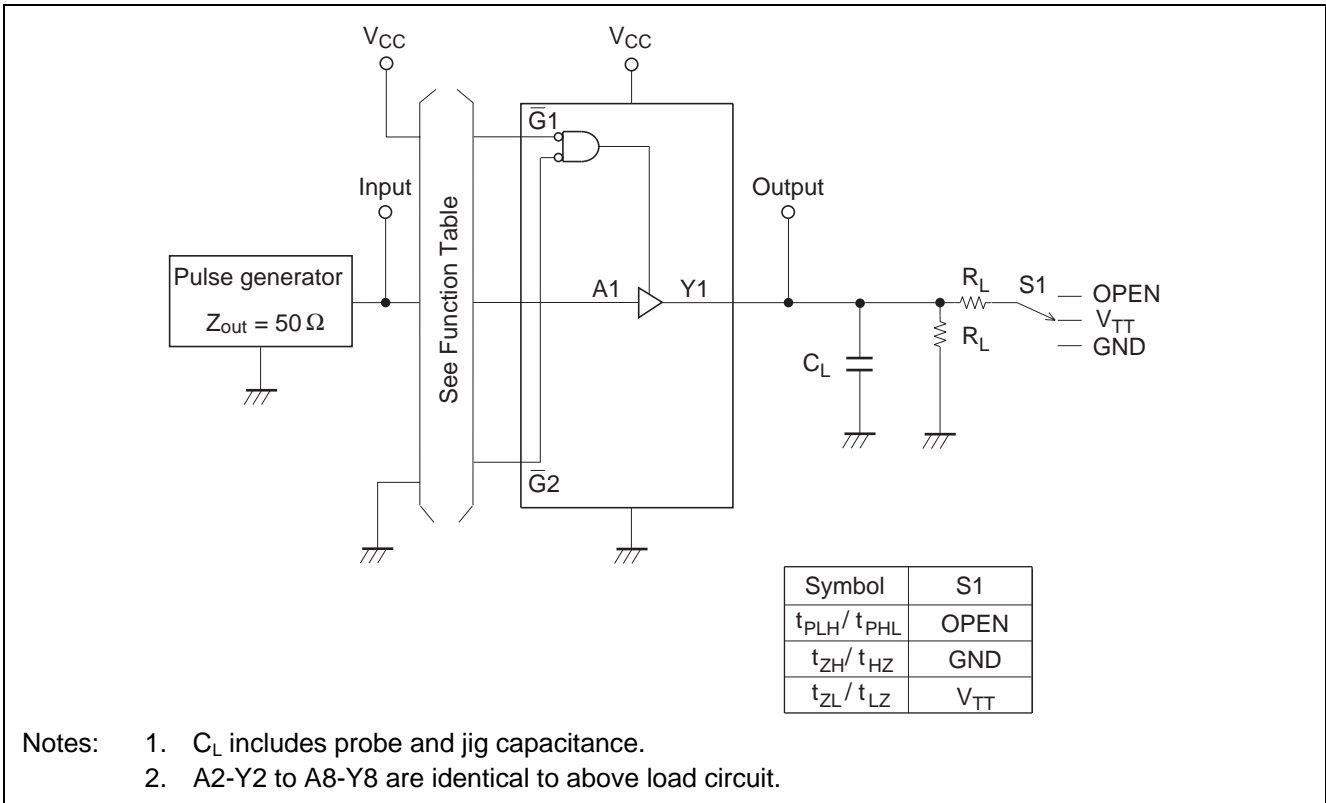 VCC
VCC
G̅1
Input
Output
Pulse generator
Zout = 50 Ω
See Function Table
A1
Y1
RL
S1
OPEN
VTT
GND
CL
RL
G̅2
Symbol S1
tPLH / tPHL OPEN
tZH / tHZ GND
tZL / tLZ VTT
Notes: 1. CL includes probe and jig capacitance.
2. A2-Y2 to A8-Y8 are identical to above load circuit.